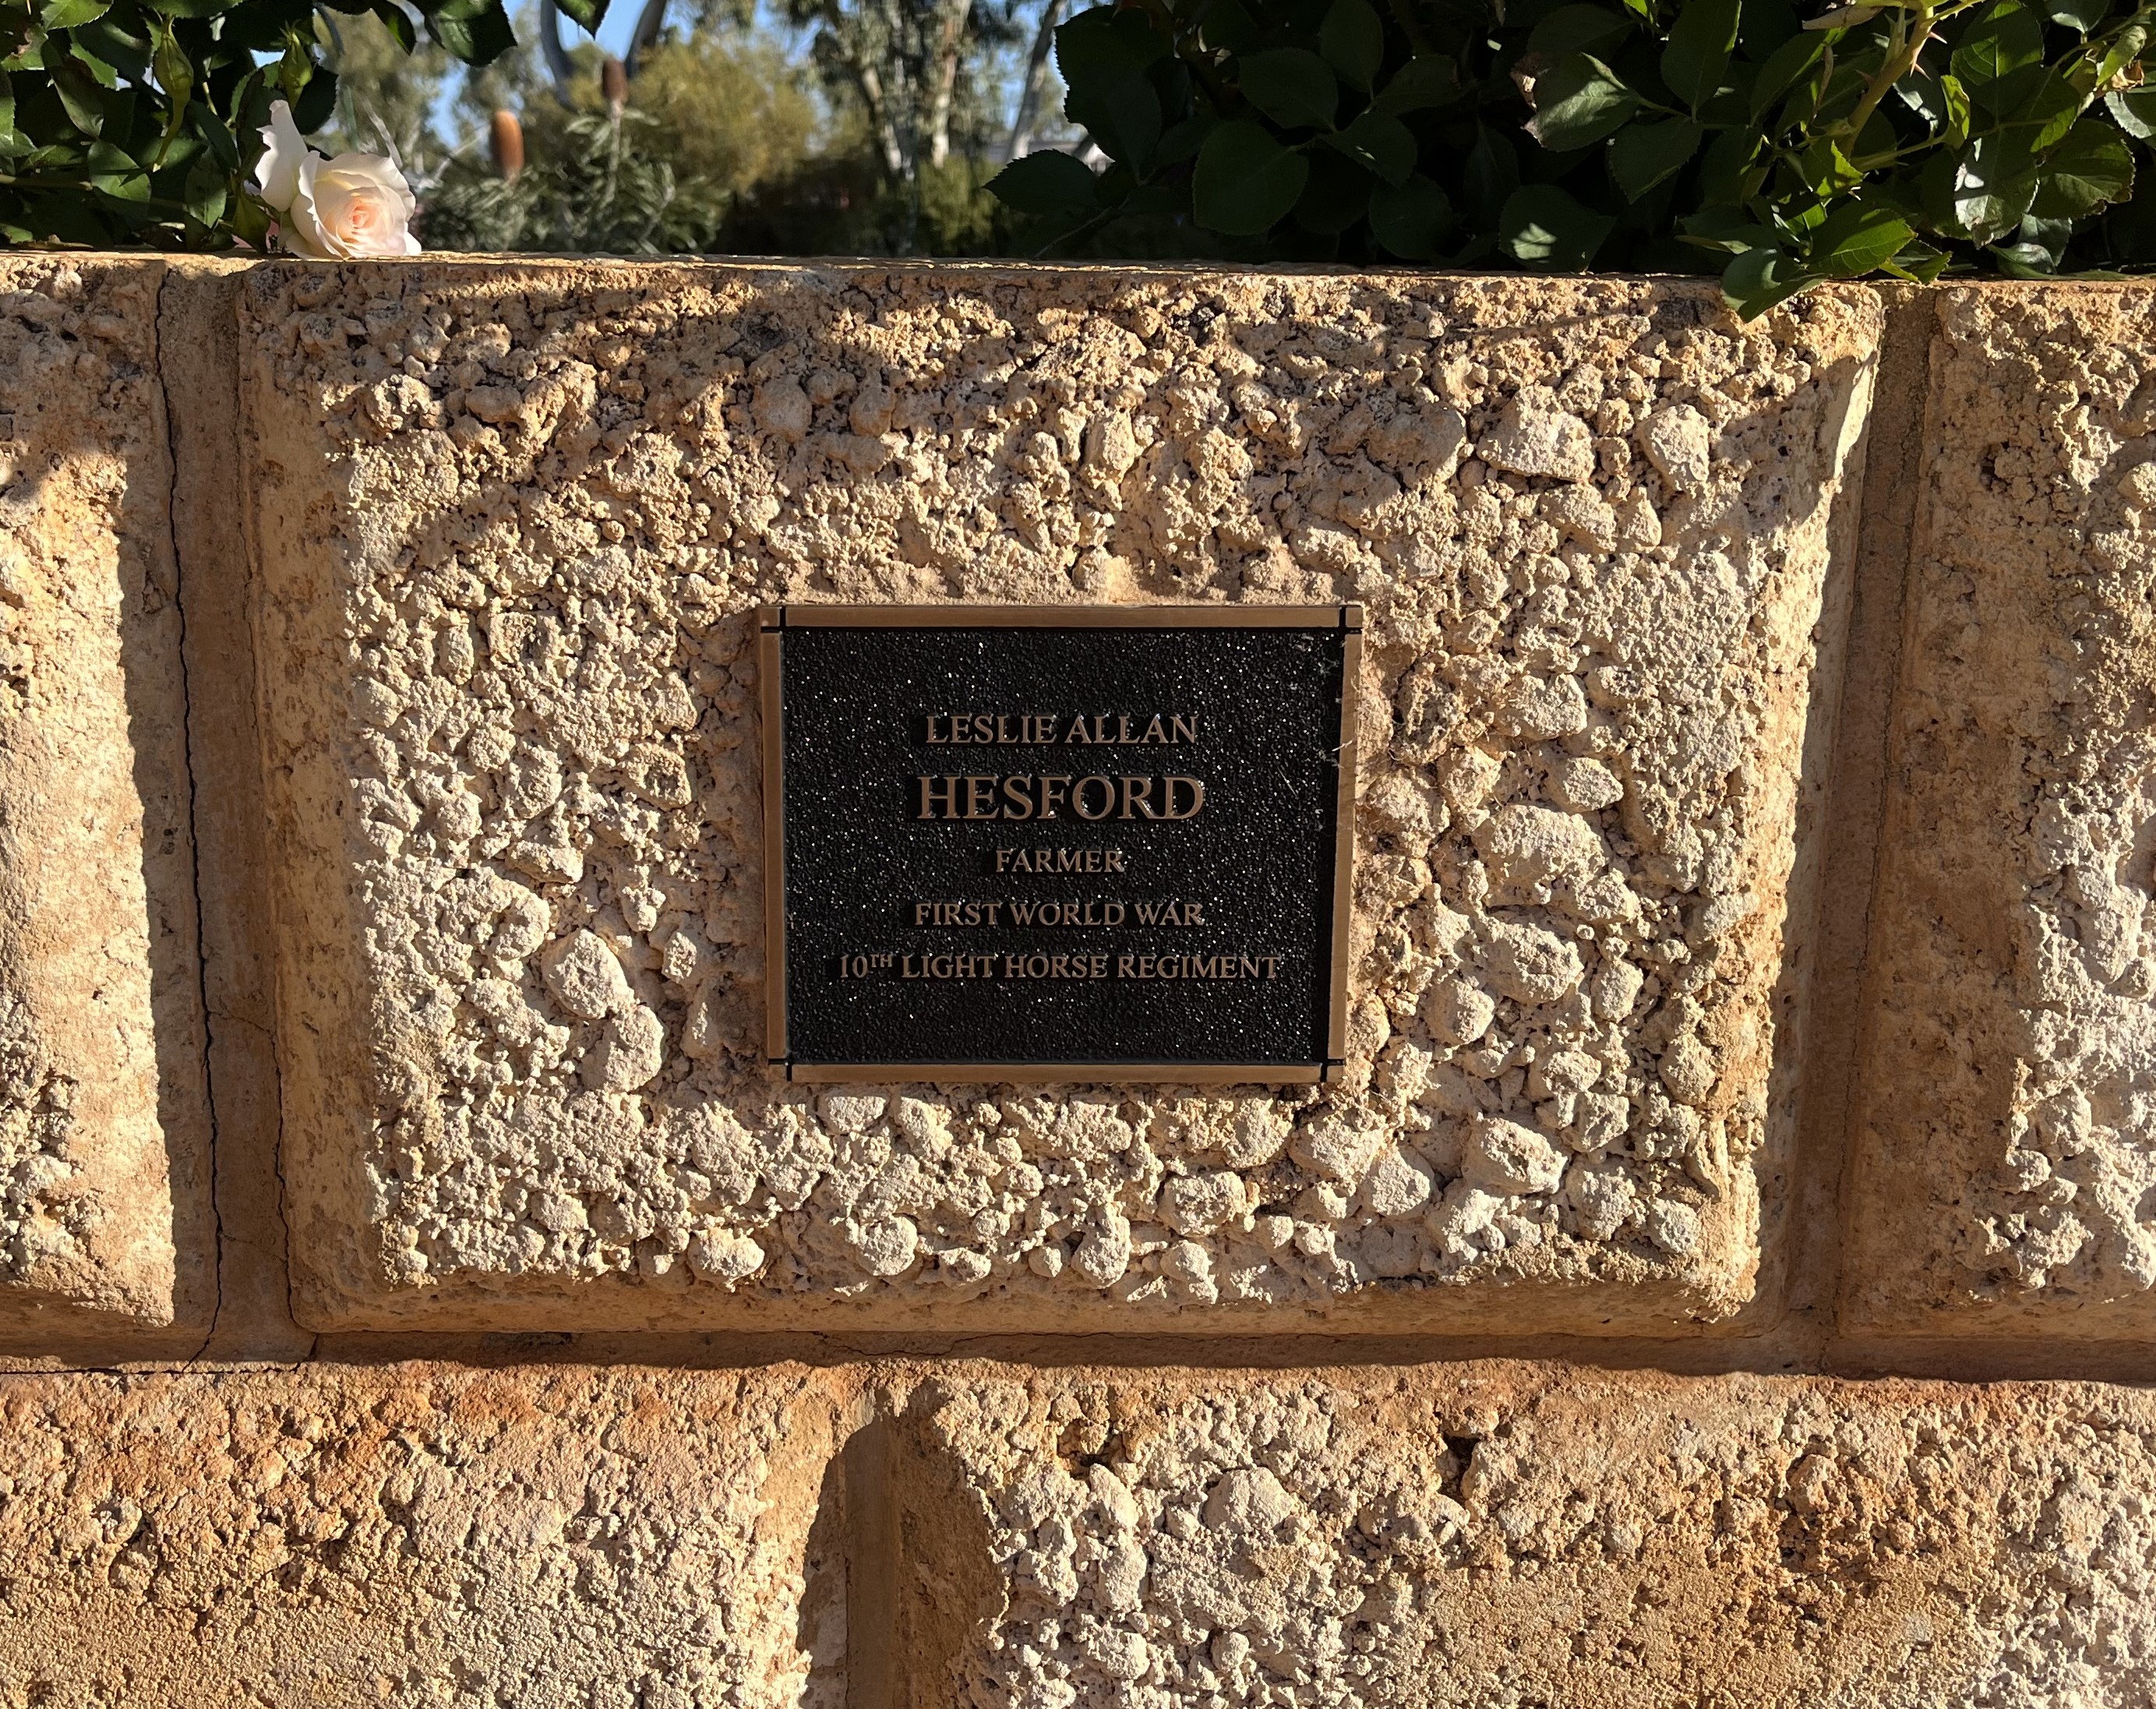 LESLIE ALLAN
HESFORD
FARMER
FIRST WORLD WAR
10TH LIGHT HORSE REGIMENT